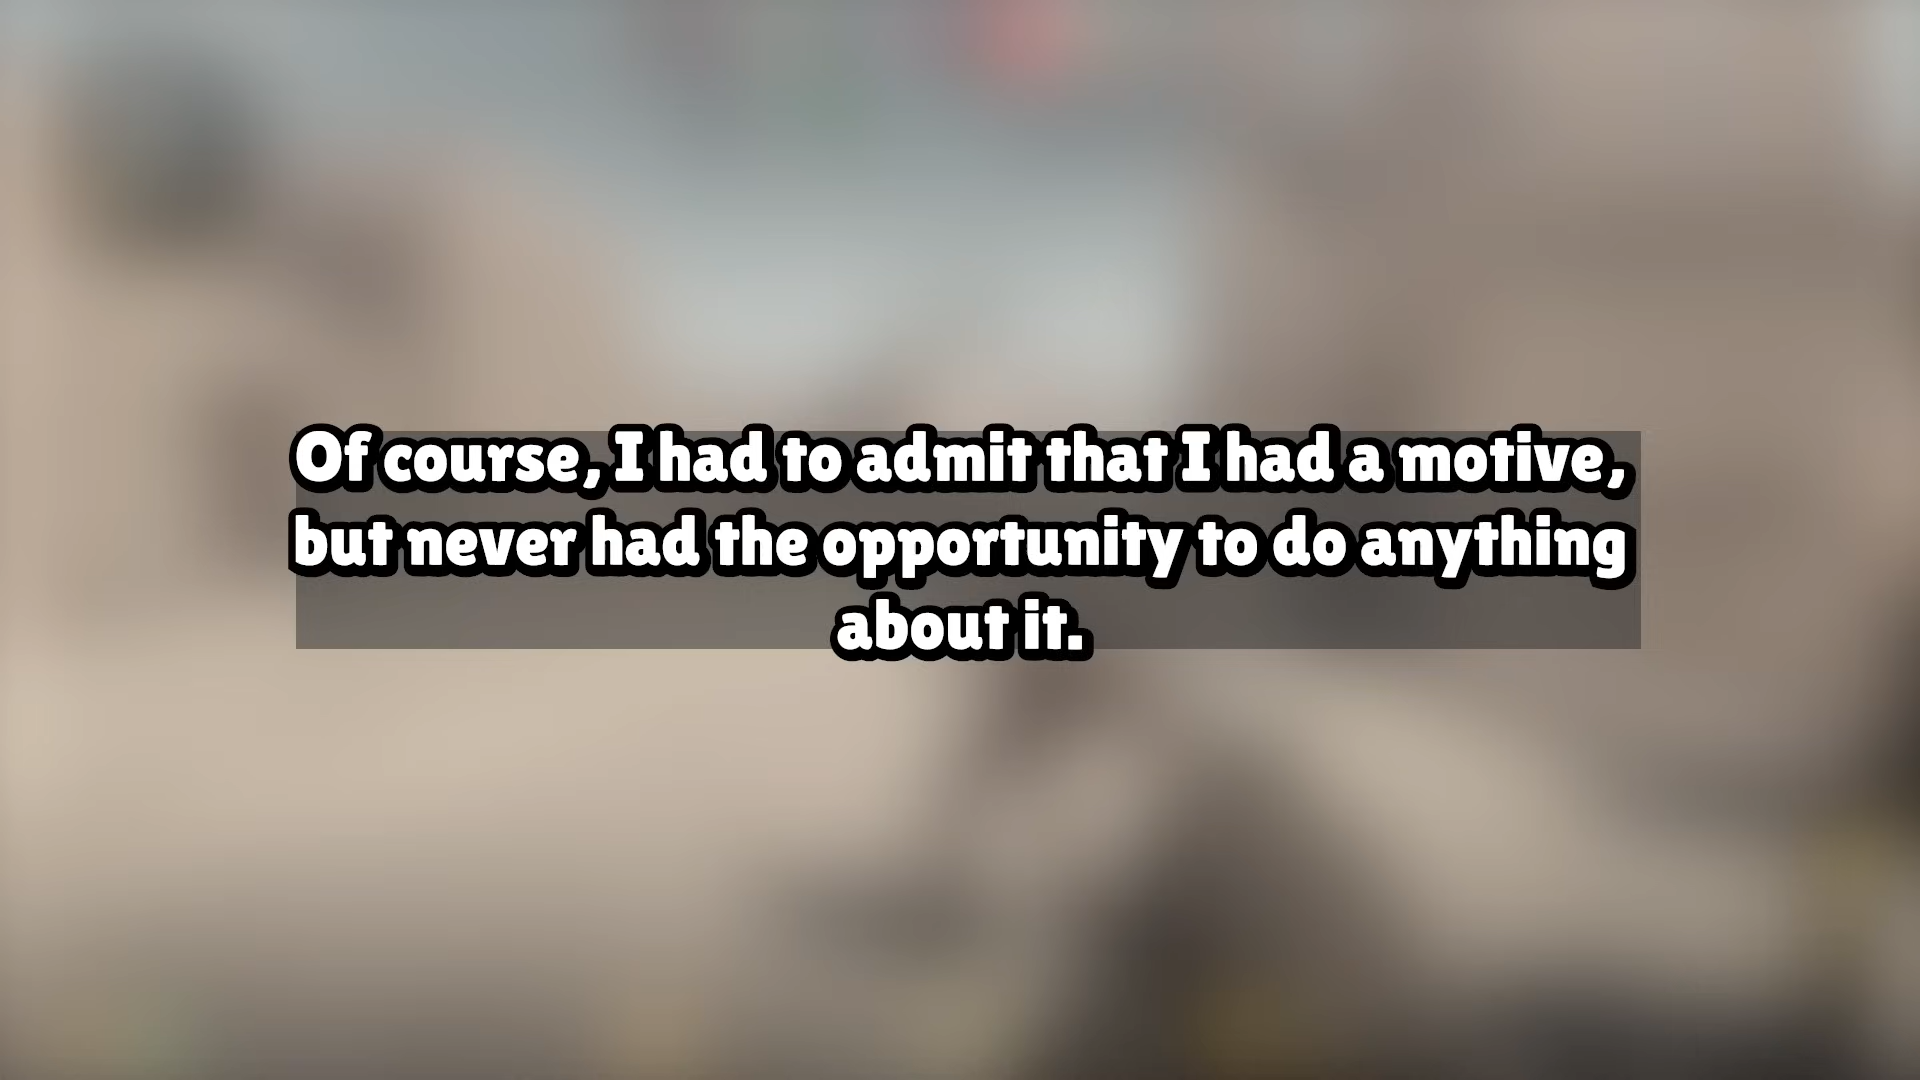 Of course, I had to admit that I had a motive,
but never had the opportunity to do anything
about it.